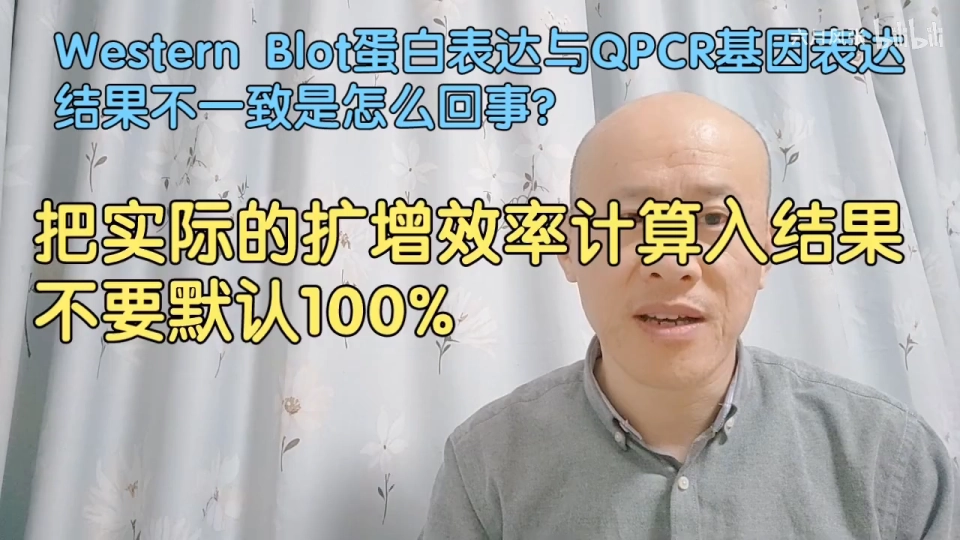 Western Blot蛋白表达与QPCR基因表达
结果不一致是怎么回事?
把实际的扩增效率计算入结果
不要默认100%
bilibili